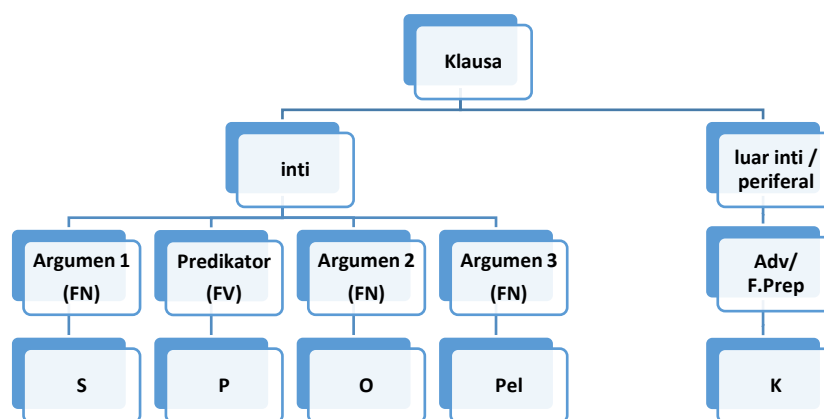 Klausa
inti
luar inti /
periferal
Argumen 1
(FN)
Predikator
(FV)
Argumen 2
(FN)
Argumen 3
(FN)
Adv/
F.Prep
S
P
O
Pel
K